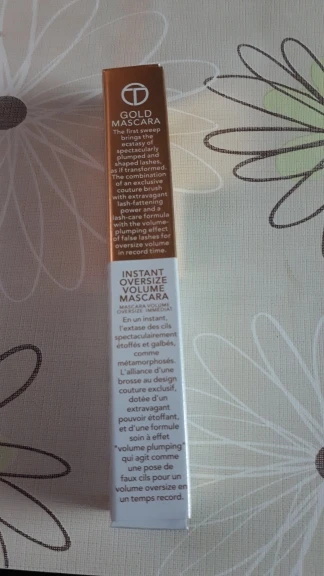 T
GOLD
MASCARA
The first sweep
brings the
ecstasy of
spectacularly
plumped and
shaped lashes,
as if transformed.
The combination
of an exclusive
couture brush
with extravagant
lash-fattening
power and a
lash-care formula
with the volume-
plumping effect
of false lashes for
oversize volume
in record time.
INSTANT
OVERSIZE
VOLUME
MASCARA
MASCARA VOLUME
OVERSIZE IMMÉDIAT
En un instant,
l'extase des cils
spectaculairement
étoffés et galbés,
comme
métamorphosés.
L'alliance d'une
brosse au design
couture exclusif,
dotée d'un
extravagant
pouvoir étoffant,
et d'une formule
soin à effet
"volume plumping"
qui agit comme
une pose de
faux cils pour un
volume oversize en
un temps record.